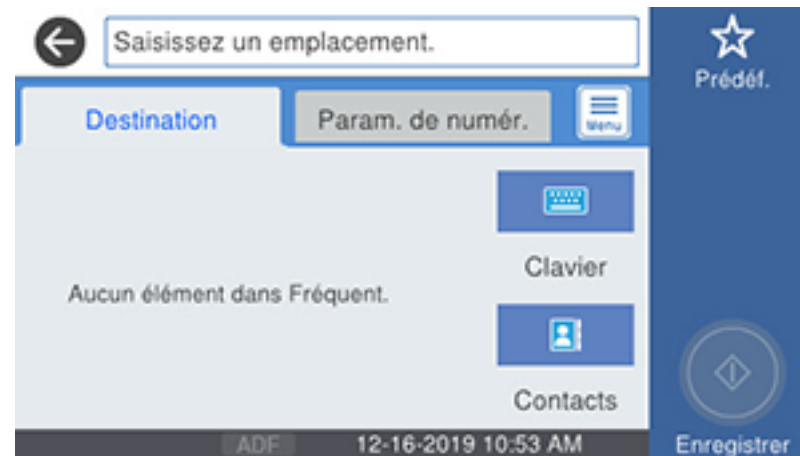 Saisissez un emplacement.
Prédéf.
Destination
Param. de numér.
Menu
Clavier
Aucun élément dans Fréquent.
Contacts
ADF
12-16-2019 10:53 AM
Enregistrer